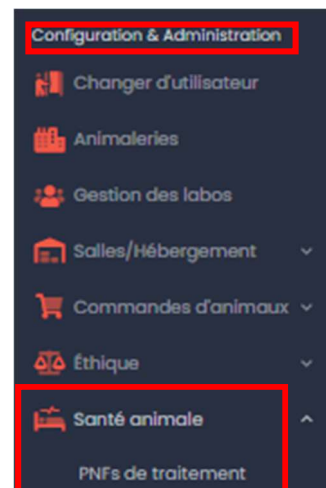 Configuration & Administration
Changer d'utilisateur
Animaleries
Gestion des labos
Salles/Hébergement
Commandes d'animaux
Éthique
Santé animale
PNFs de traitement